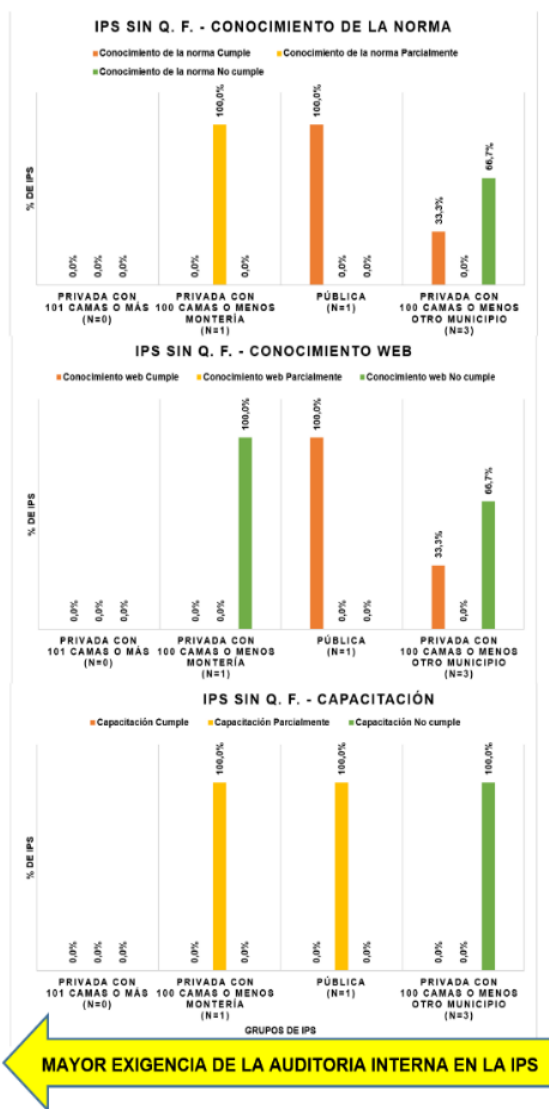 IPS SIN Q. F. - CONOCIMIENTO DE LA NORMA
Conocimiento de la norma Cumple
Conocimiento de la norma Parcialmente
Conocimiento de la norma No cumple
% DE IPS
0,0%
0,0%
0,0%
0,0%
100,0%
0,0%
100,0%
0,0%
0,0%
33,3%
0,0%
66,7%
PRIVADA CON
101 CAMAS O MÁS
(N=0)
PRIVADA CON
100 CAMAS O MENOS
MONTERÍA
(N=1)
PÚBLICA
(N=1)
PRIVADA CON
100 CAMAS O MENOS
OTRO MUNICIPIO
(N=3)
IPS SIN Q. F. - CONOCIMIENTO WEB
Conocimiento web Cumple
Conocimiento web Parcialmente
Conocimiento web No cumple
% DE IPS
0,0%
0,0%
0,0%
0,0%
0,0%
100,0%
100,0%
0,0%
0,0%
33,3%
0,0%
66,7%
PRIVADA CON
101 CAMAS O MÁS
(N=0)
PRIVADA CON
100 CAMAS O MENOS
MONTERÍA
(N=1)
PÚBLICA
(N=1)
PRIVADA CON
100 CAMAS O MENOS
OTRO MUNICIPIO
(N=3)
IPS SIN Q. F. - CAPACITACIÓN
Capacitación Cumple
Capacitación Parcialmente
Capacitación No cumple
% DE IPS
0,0%
0,0%
0,0%
0,0%
100,0%
0,0%
0,0%
100,0%
0,0%
0,0%
0,0%
100,0%
PRIVADA CON
101 CAMAS O MÁS
(N=0)
PRIVADA CON
100 CAMAS O MENOS
MONTERÍA
(N=1)
PÚBLICA
(N=1)
PRIVADA CON
100 CAMAS O MENOS
OTRO MUNICIPIO
(N=3)
GRUPOS DE IPS
MAYOR EXIGENCIA DE LA AUDITORIA INTERNA EN LA IPS